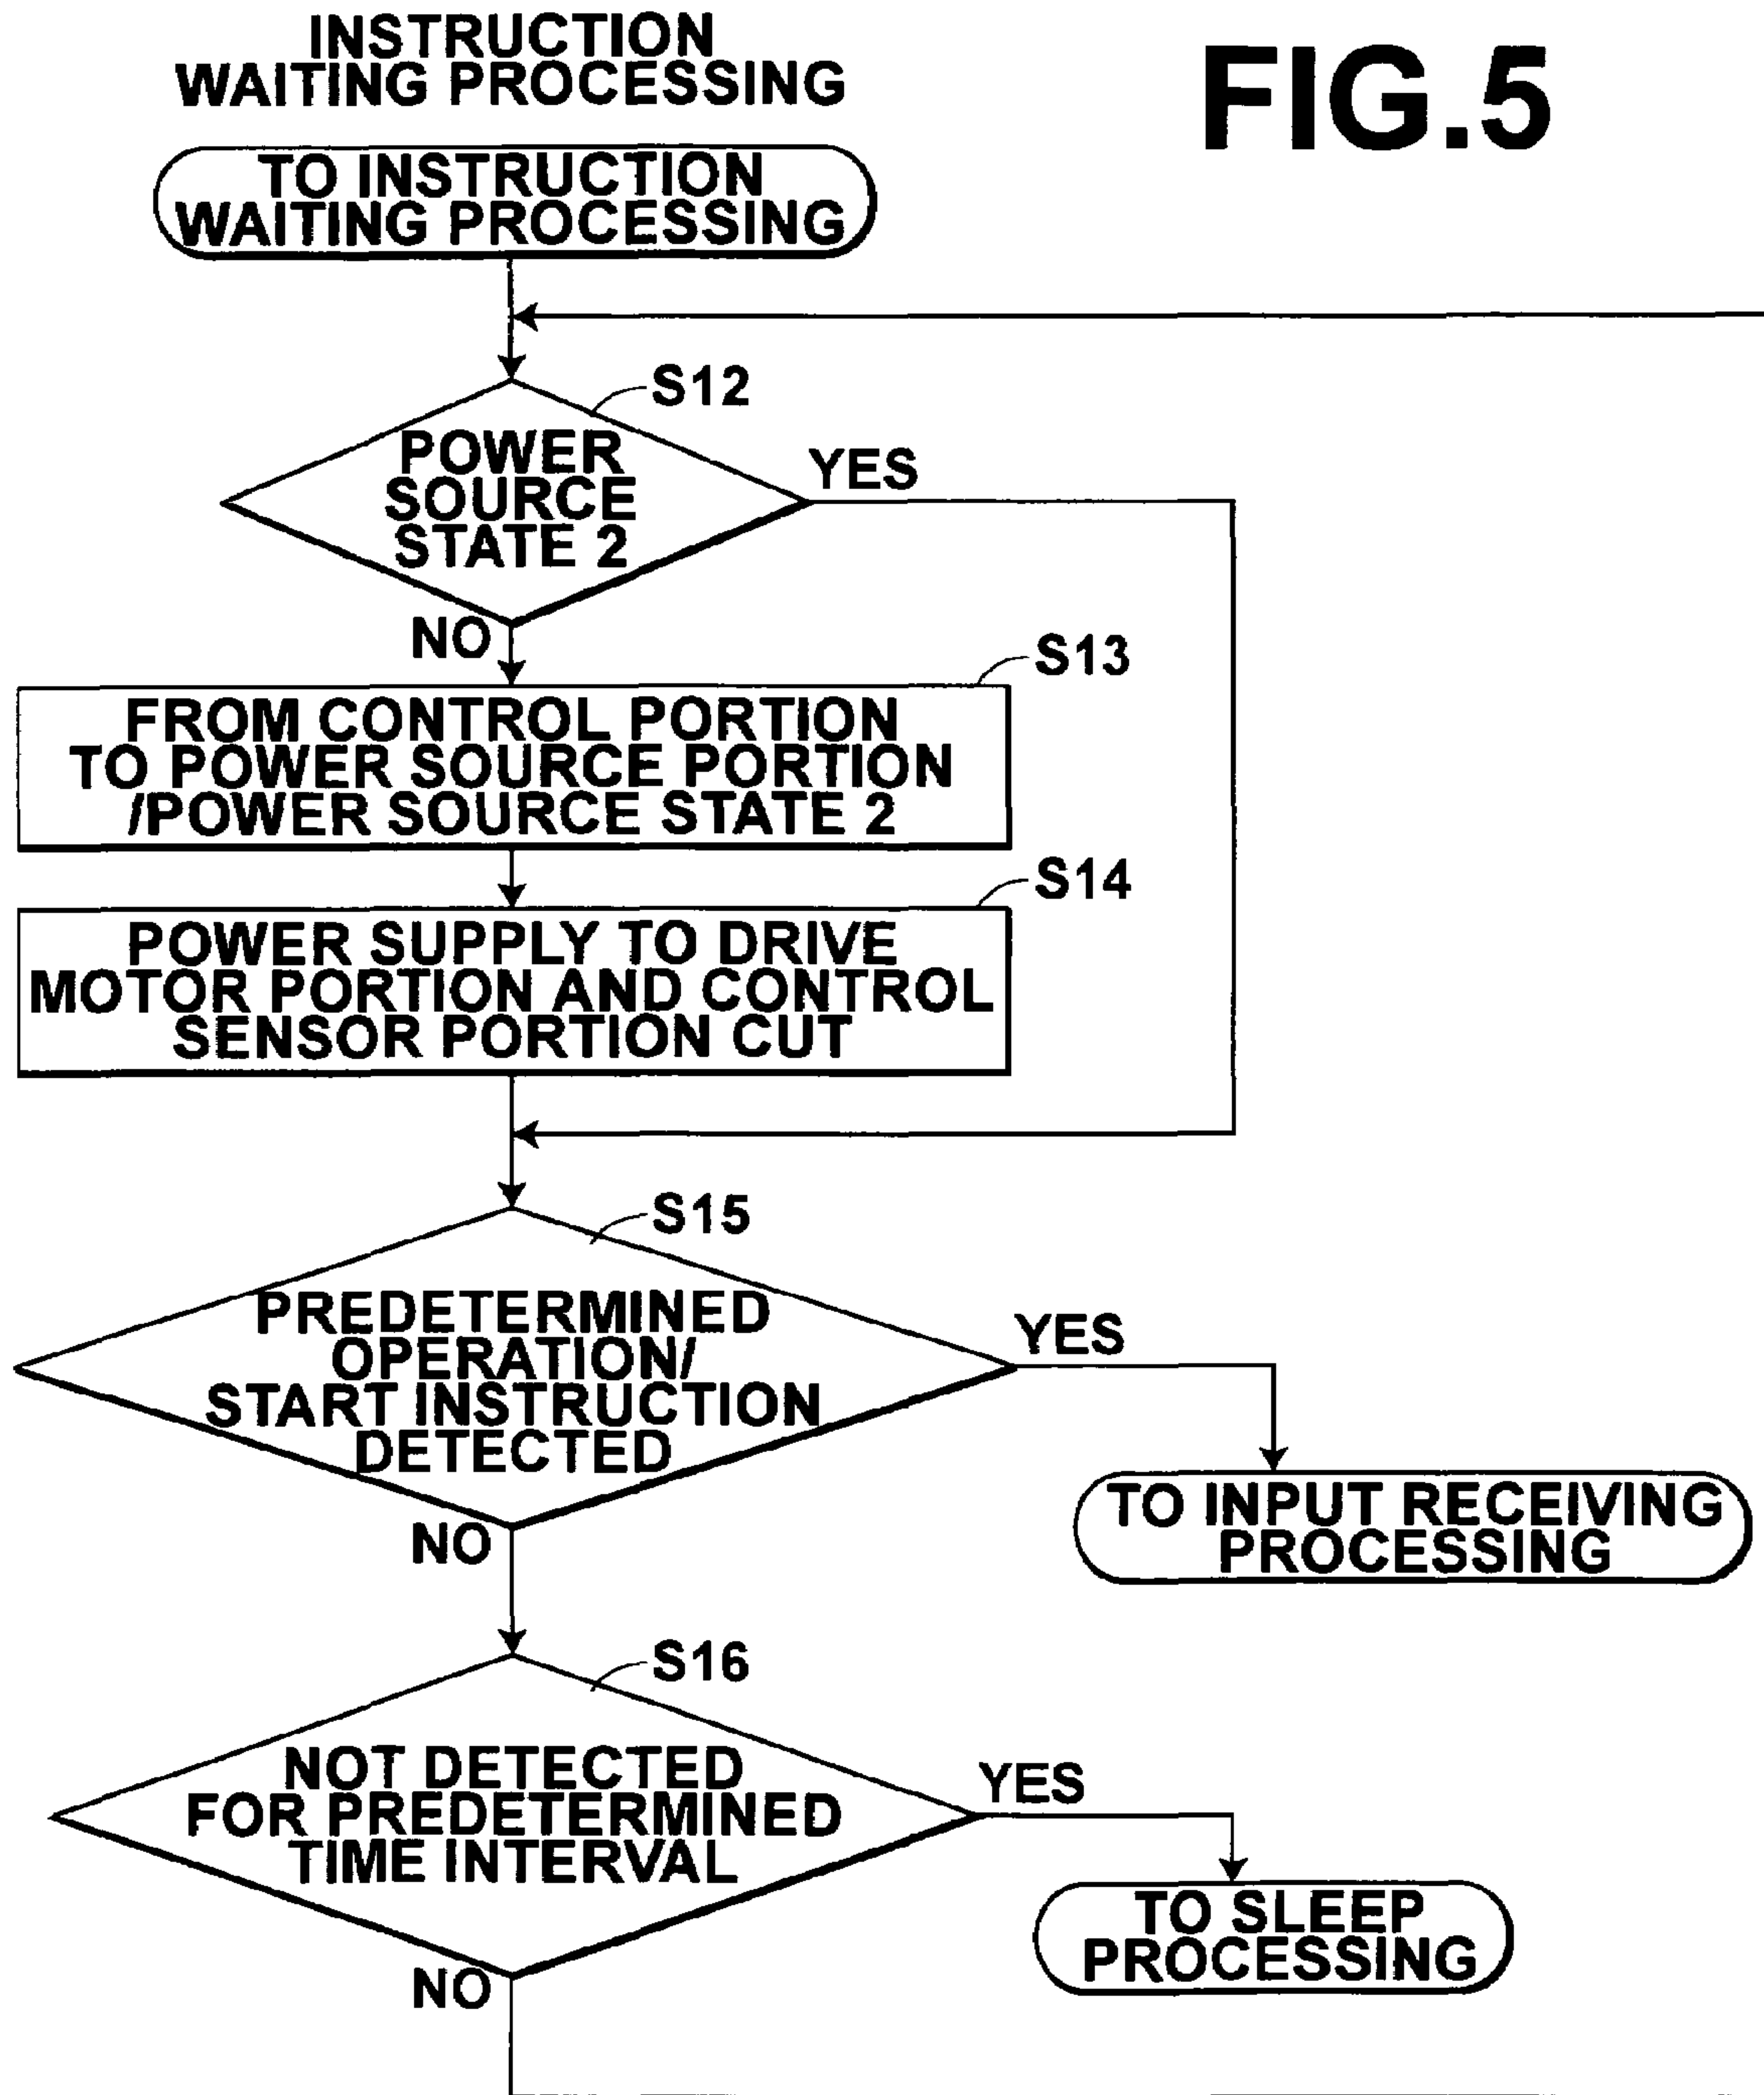 INSTRUCTION
WAITING PROCESSING
FIG.5
TO INSTRUCTION
WAITING PROCESSING
S12
POWER
SOURCE
STATE 2
YES
NO
S13
FROM CONTROL PORTION
TO POWER SOURCE PORTION
/POWER SOURCE STATE 2
S14
POWER SUPPLY TO DRIVE
MOTOR PORTION AND CONTROL
SENSOR PORTION CUT
S15
PREDETERMINED
OPERATION/
START INSTRUCTION
DETECTED
YES
TO INPUT RECEIVING
PROCESSING
NO
S16
NOT DETECTED
FOR PREDETERMINED
TIME INTERVAL
YES
TO SLEEP
PROCESSING
NO